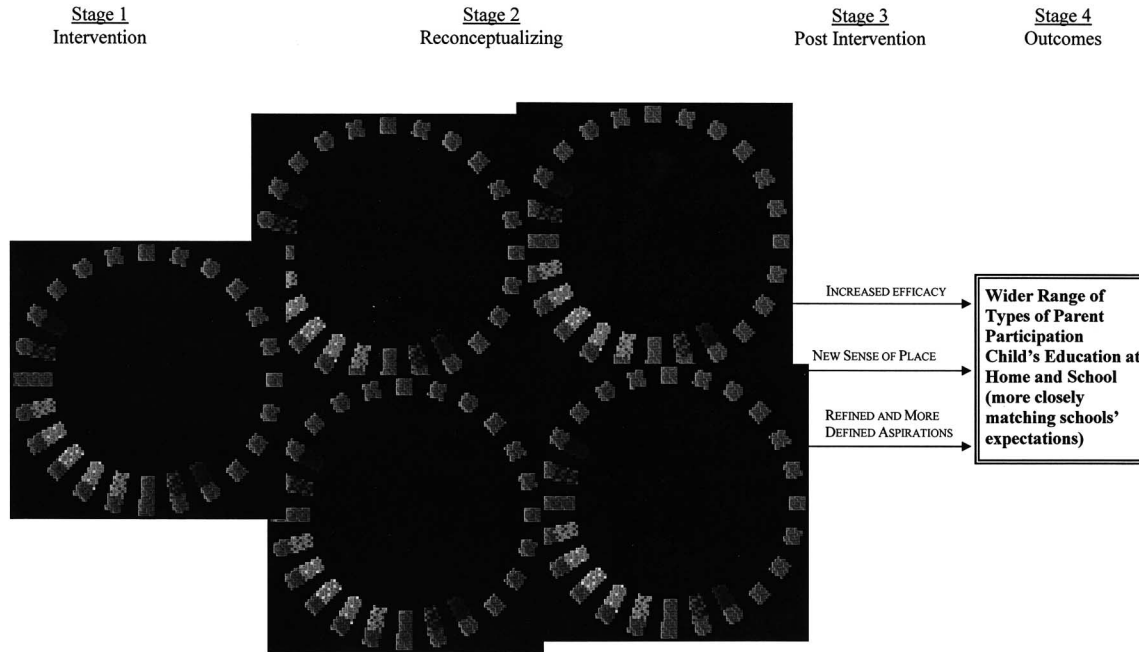 Stage 1
Intervention
Stage 2
Reconceptualizing
Stage 3
Post Intervention
Stage 4
Outcomes
INCREASED EFFICACY
NEW SENSE OF PLACE
REFINED AND MORE
DEFINED ASPIRATIONS
Wider Range of
Types of Parent
Participation
Child's Education at
Home and School
(more closely
matching schools'
expectations)